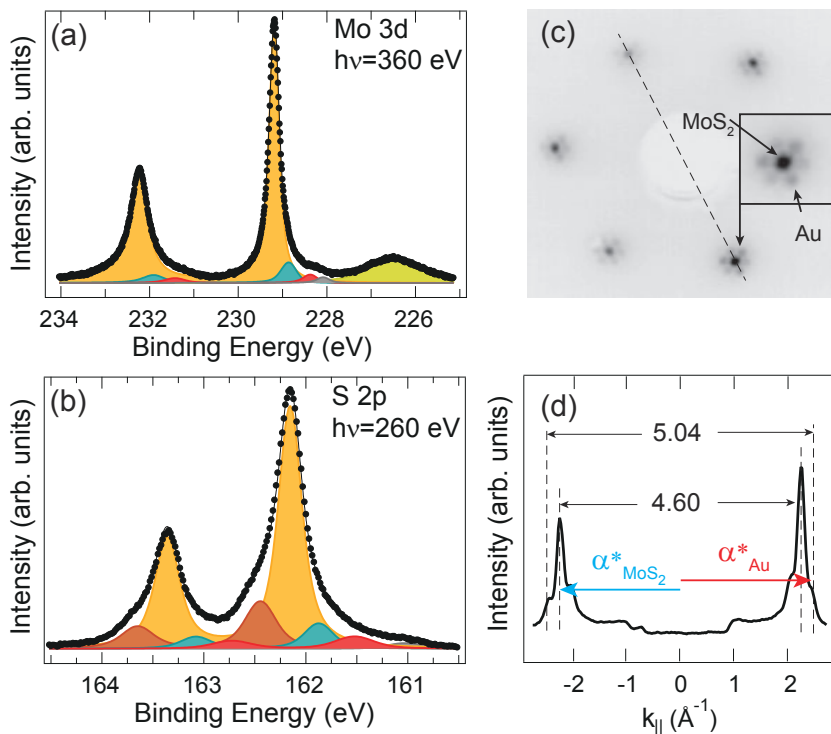 (a)
Mo 3d
hν=360 eV
Intensity (arb. units)
234 232 230 228 226
Binding Energy (eV)
(b)
S 2p
hν=260 eV
Intensity (arb. units)
164 163 162 161
Binding Energy (eV)
(c)
MoS₂
Au
(d)
5.04
4.60
α*MoS₂
α*Au
Intensity (arb. units)
-2 -1 0 1 2
k|| (Å⁻¹)